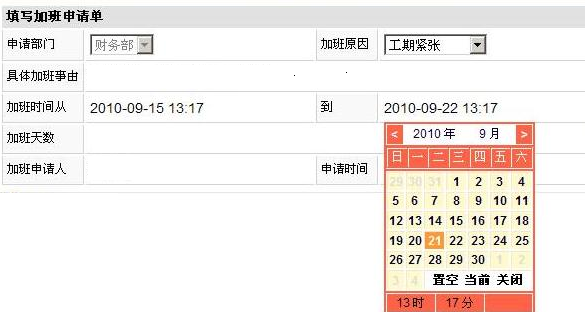 填写加班申请单
申请部门 财务部 加班原因 工期紧张
具体加班事由
加班时间从 2010-09-15 13:17 到 2010-09-22 13:17
加班天数
加班申请人 申请时间
< 2010 年 9 月 >
日 一 二 三 四 五 六
29 30 31 1 2 3 4
5 6 7 8 9 10 11
12 13 14 15 16 17 18
19 20 21 22 23 24 25
26 27 28 29 30 1 2
3 4 置空 当前 关闭
13 时 17 分